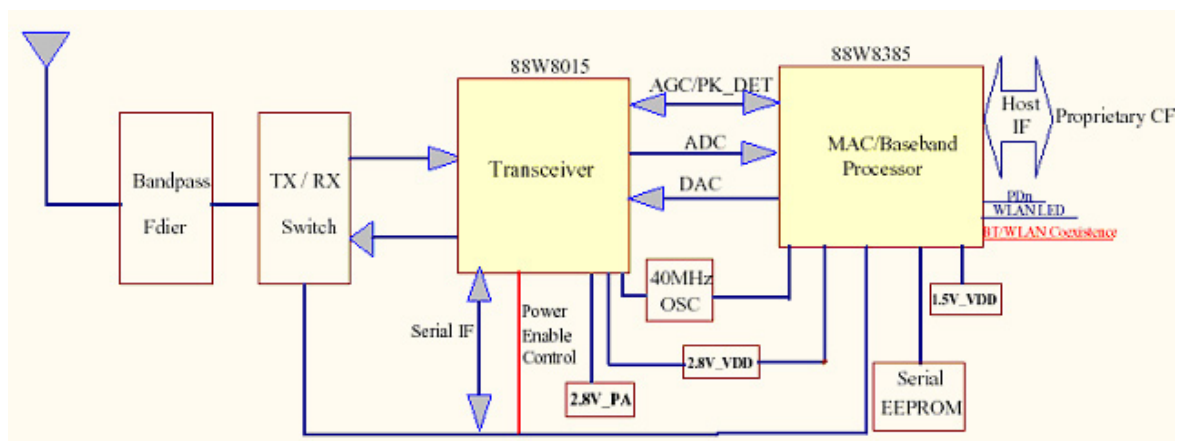 88W8015
88W8385
AGC/PK_DET
Host
IF
Proprietary CF
Bandpass
Fdier
TX / RX
Switch
Transceiver
ADC
DAC
MAC/Baseband
Processor
PDn
WLAN LED
BT/WLAN Coexistence
40MHz
OSC
1.5V_VDD
Serial IF
Power
Enable
Control
2.8V_VDD
2.8V_PA
Serial
EEPROM